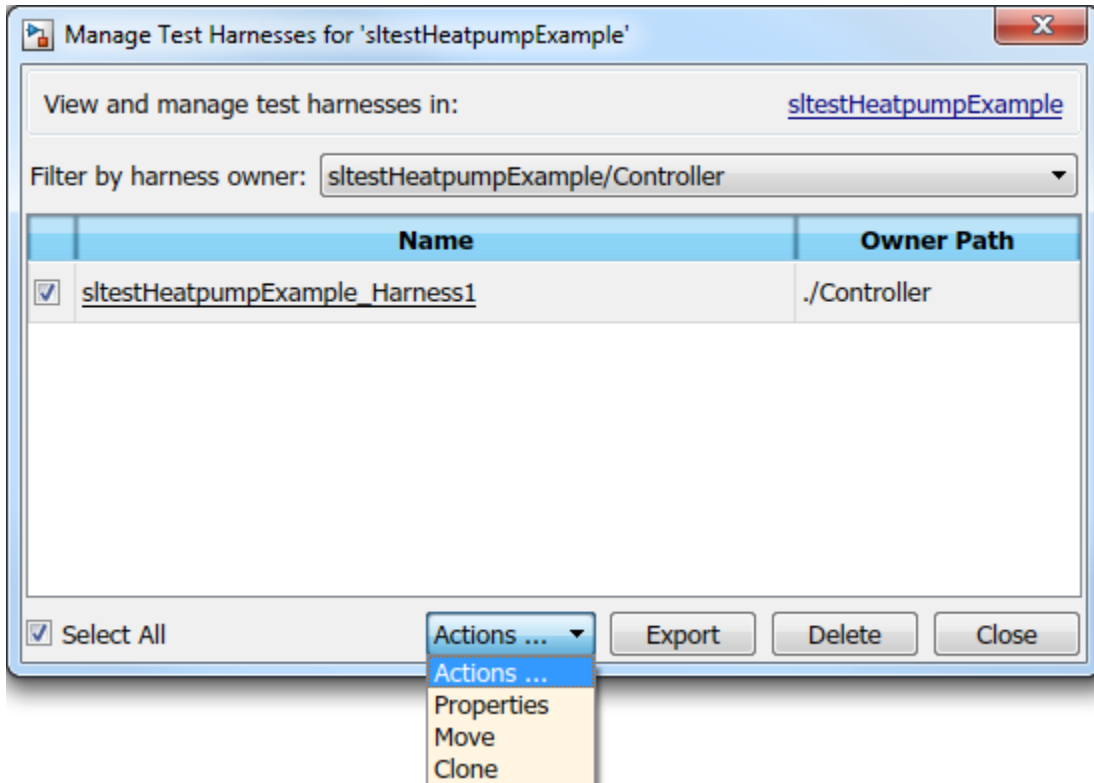 Manage Test Harnesses for 'sltestHeatpumpExample'
View and manage test harnesses in: sltestHeatpumpExample
Filter by harness owner: sltestHeatpumpExample/Controller
Name Owner Path
sltestHeatpumpExample_Harness1 ./Controller
Select All Actions ... Export Delete Close
Actions ...
Properties
Move
Clone